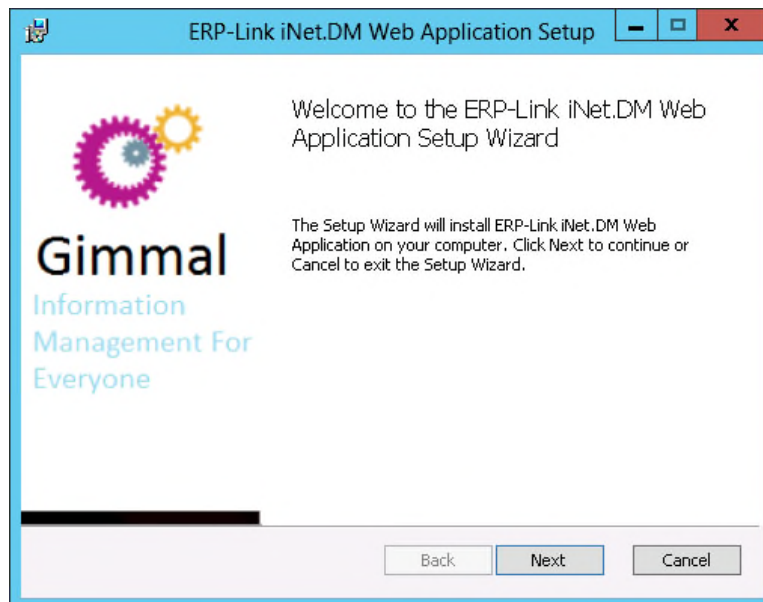 ERP-Link iNet.DM Web Application Setup
Welcome to the ERP-Link iNet.DM Web
Application Setup Wizard
The Setup Wizard will install ERP-Link iNet.DM Web
Application on your computer. Click Next to continue or
Cancel to exit the Setup Wizard.
Gimmal
Information
Management For
Everyone
Back
Next
Cancel